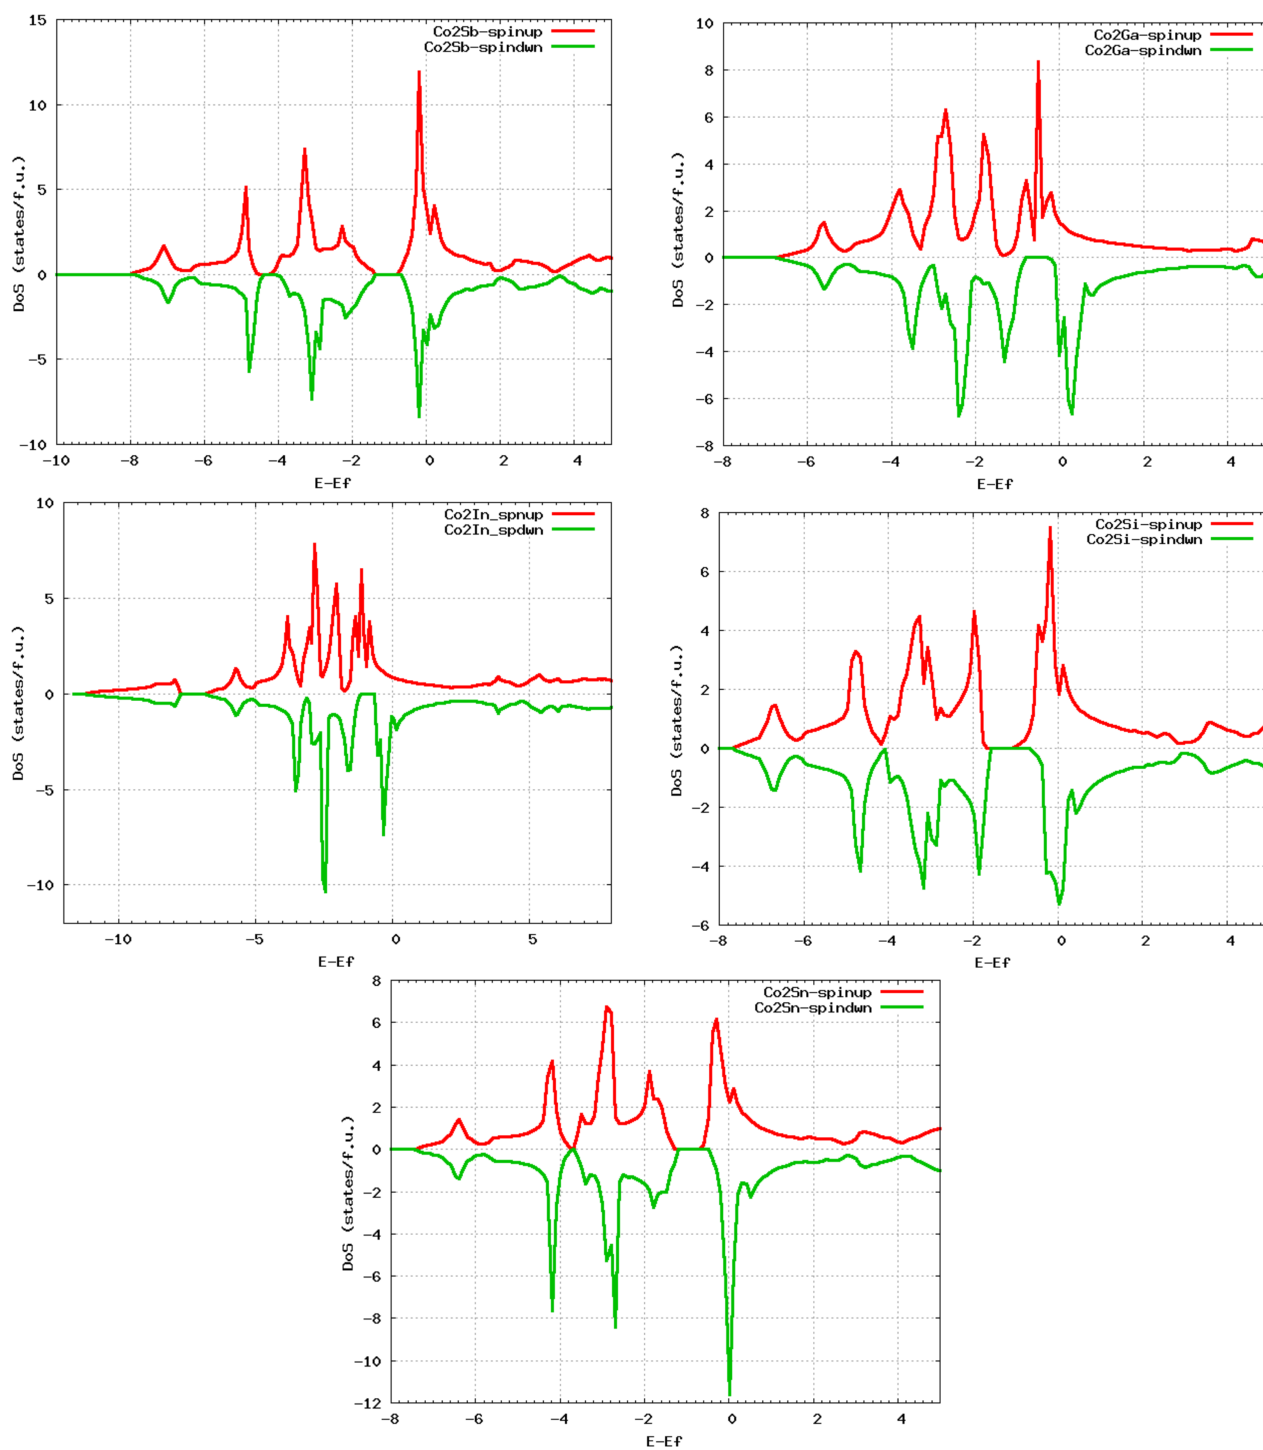 15
10
5
0
-5
-10
-10 -8 -6 -4 -2 0 2 4
DoS (states/f.u.)
E-Ef
Co2Sb-spinup
Co2Sb-spindwn
10
8
6
4
2
0
-2
-4
-6
-8
-8 -6 -4 -2 0 2 4
DoS (states/f.u.)
E-Ef
Co2Ga-spinup
Co2Ga-spindwn
10
5
0
-5
-10
-10 -5 0 5
DoS (states/f.u.)
E-Ef
Co2In_spnup
Co2In_spdwn
8
6
4
2
0
-2
-4
-6
-8 -6 -4 -2 0 2 4
DoS (states/f.u.)
E-Ef
Co2Si-spinup
Co2Si-spindwn
8
6
4
2
0
-2
-4
-6
-8
-10
-12
-8 -6 -4 -2 0 2 4
DoS (states/f.u.)
E-Ef
Co2Sn-spinup
Co2Sn-spindwn